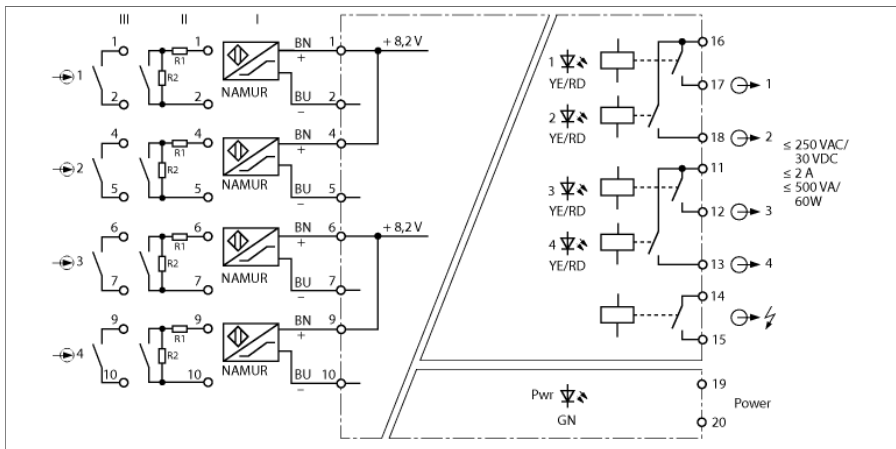 III II I
1 1 BN 1 + 8,2 V
+
R1
1
R2
2 2 NAMUR BU 2
–
4 4 BN 4
+
R1
2
R2
5 5 NAMUR BU 5
–
6 6 BN 6 + 8,2 V
+
R1
3
R2
7 7 NAMUR BU 7
–
9 9 BN 9
+
R1
4
R2
10 10 NAMUR BU 10
–
16
1
YE/RD
17 1
2
YE/RD
18 2
≤ 250 VAC/
30 VDC
≤ 2 A
≤ 500 VA/
60W
11
3
YE/RD
12 3
4
YE/RD
13 4
14
15
Pwr
GN
19
Power
20